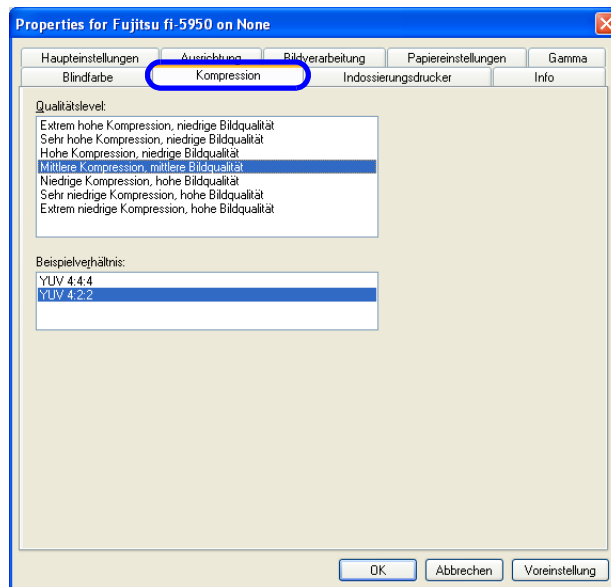 Properties for Fujitsu fi-5950 on None
Haupteinstellungen Ausrichtung Bildverarbeitung Papiereinstellungen Gamma
Blindfarbe Kompression Indossierungsdrucker Info
Qualitätslevel:
Extrem hohe Kompression, niedrige Bildqualität
Sehr hohe Kompression, niedrige Bildqualität
Hohe Kompression, niedrige Bildqualität
Mittlere Kompression, mittlere Bildqualität
Niedrige Kompression, hohe Bildqualität
Sehr niedrige Kompression, hohe Bildqualität
Extrem niedrige Kompression, hohe Bildqualität
Beispielverhältnis:
YUV 4:4:4
YUV 4:2:2
OK Abbrechen Voreinstellung